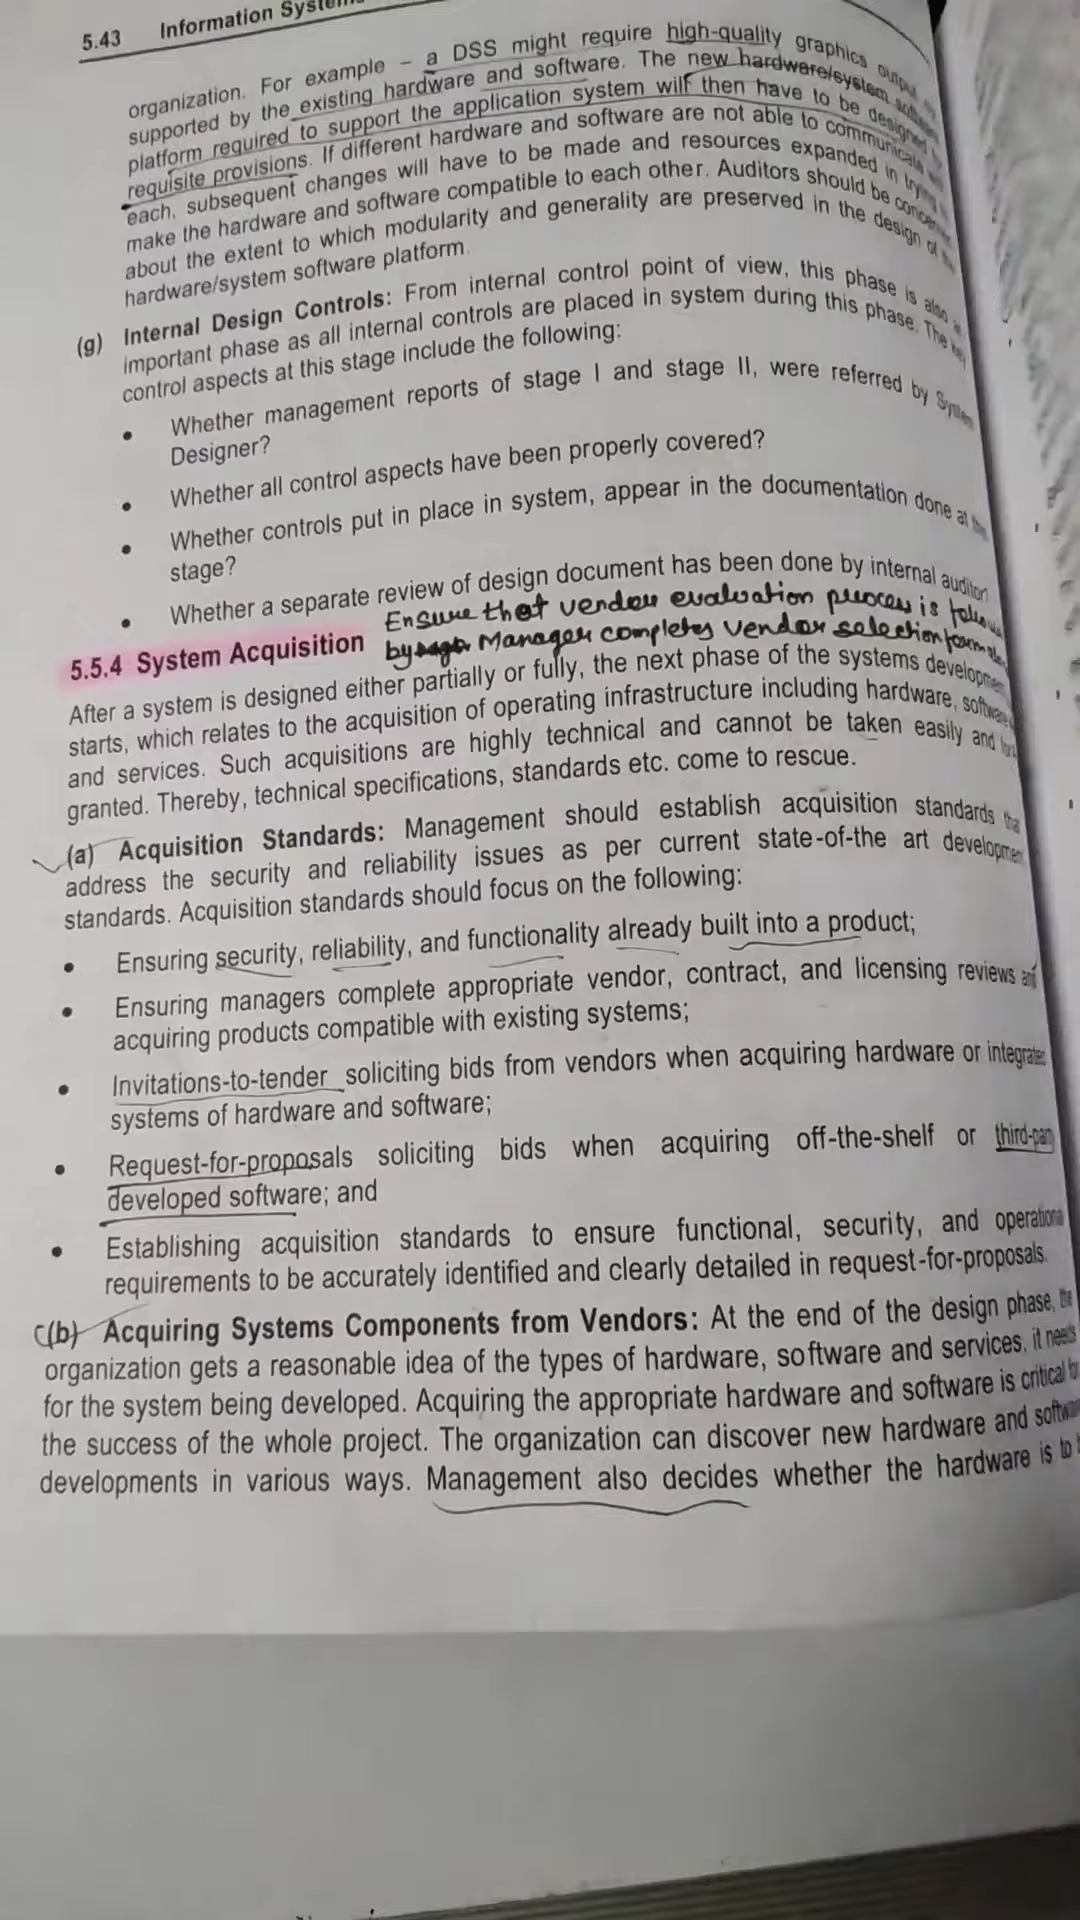 5.43 Information
organization. For example – a DSS might require high-quality graphics output
supported by the existing hardware and software. The new hardware/system software
platform required to support the application system will then have to be designed
requisite provisions. If different hardware and software are not able to communicate
each, subsequent changes will have to be made and resources expanded in trying
make the hardware and software compatible to each other. Auditors should be
about the extent to which modularity and generality are preserved in the design of
hardware/system software platform.
(g) Internal Design Controls: From internal control point of view, this phase is also
important phase as all internal controls are placed in system during this phase. The key
control aspects at this stage include the following:
• Whether management reports of stage I and stage II, were referred by System
Designer?
• Whether all control aspects have been properly covered?
• Whether controls put in place in system, appear in the documentation done at
stage?
• Whether a separate review of design document has been done by internal auditor?
Ensure that vendor evaluation process is
5.5.4 System Acquisition
by Manager completes vendor selection
After a system is designed either partially or fully, the next phase of the systems
starts, which relates to the acquisition of operating infrastructure including hardware, software
and services. Such acquisitions are highly technical and cannot be taken easily and
granted. Thereby, technical specifications, standards etc. come to rescue.
(a) Acquisition Standards: Management should establish acquisition standards that
address the security and reliability issues as per current state-of-the art
standards. Acquisition standards should focus on the following:
• Ensuring security, reliability, and functionality already built into a product;
• Ensuring managers complete appropriate vendor, contract, and licensing reviews and
acquiring products compatible with existing systems;
• Invitations-to-tender soliciting bids from vendors when acquiring hardware or
systems of hardware and software;
• Request-for-proposals soliciting bids when acquiring off-the-shelf or
developed software; and
• Establishing acquisition standards to ensure functional, security, and operational
requirements to be accurately identified and clearly detailed in request-for-proposals.
(b) Acquiring Systems Components from Vendors: At the end of the design phase, the
organization gets a reasonable idea of the types of hardware, software and services, it needs
for the system being developed. Acquiring the appropriate hardware and software is critical
the success of the whole project. The organization can discover new hardware and
developments in various ways. Management also decides whether the hardware is to